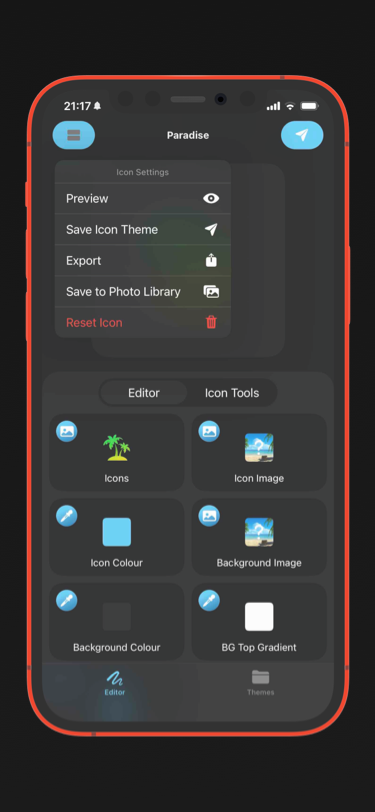 21:17
Paradise
Icon Settings
Preview
Save Icon Theme
Export
Save to Photo Library
Reset Icon
Editor
Icon Tools
Icons
Icon Image
Icon Colour
Background Image
Background Colour
BG Top Gradient
Editor
Themes